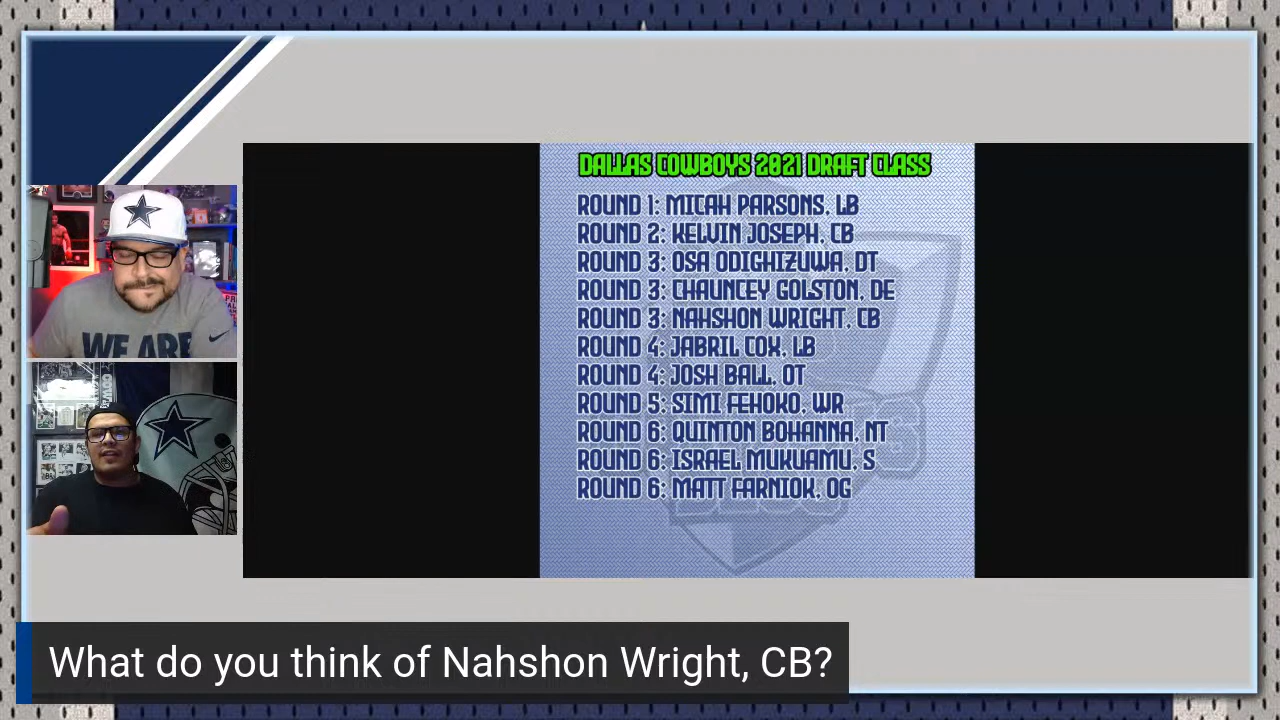 DALLAS COWBOYS 2021 DRAFT CLASS
ROUND 1: MICAH PARSONS, LB
ROUND 2: KELVIN JOSEPH, CB
ROUND 3: OSA ODIGHIZUWA, DT
ROUND 3: CHAUNCEY GOLSTON, DE
ROUND 3: NAHSHON WRIGHT, CB
ROUND 4: JABRIL COX, LB
ROUND 4: JOSH BALL, OT
ROUND 5: SIMI FEHOKO, WR
ROUND 6: QUINTON BOHANNA, NT
ROUND 6: ISRAEL MUKUAMU, S
ROUND 6: MATT FARNIOK, OG
WE ARE
What do you think of Nahshon Wright, CB?